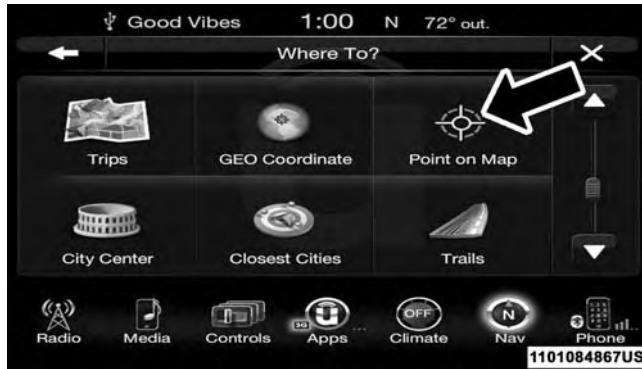 Good Vibes 1:00 N 72° out.
Where To?
Trips GEO Coordinate Point on Map
City Center Closest Cities Trails
3G OFF N
Radio Media Controls Apps ... Climate Nav Phone
1101084867US